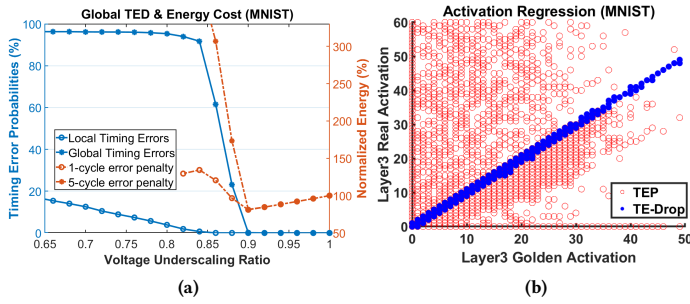 Global TED & Energy Cost (MNIST)
Timing Error Probabilities (%)
100
80
60
40
20
0
Local Timing Errors
Global Timing Errors
1-cycle error penalty
5-cycle error penalty
300
250
200
150
100
50
Normalized Energy (%)
0.65
0.7
0.75
0.8
0.85
0.9
0.95
1
Voltage Underscaling Ratio
(a)
Activation Regression (MNIST)
Layer3 Real Activation
60
50
40
30
20
10
0
TEP
TE-Drop
0
10
20
30
40
50
Layer3 Golden Activation
(b)